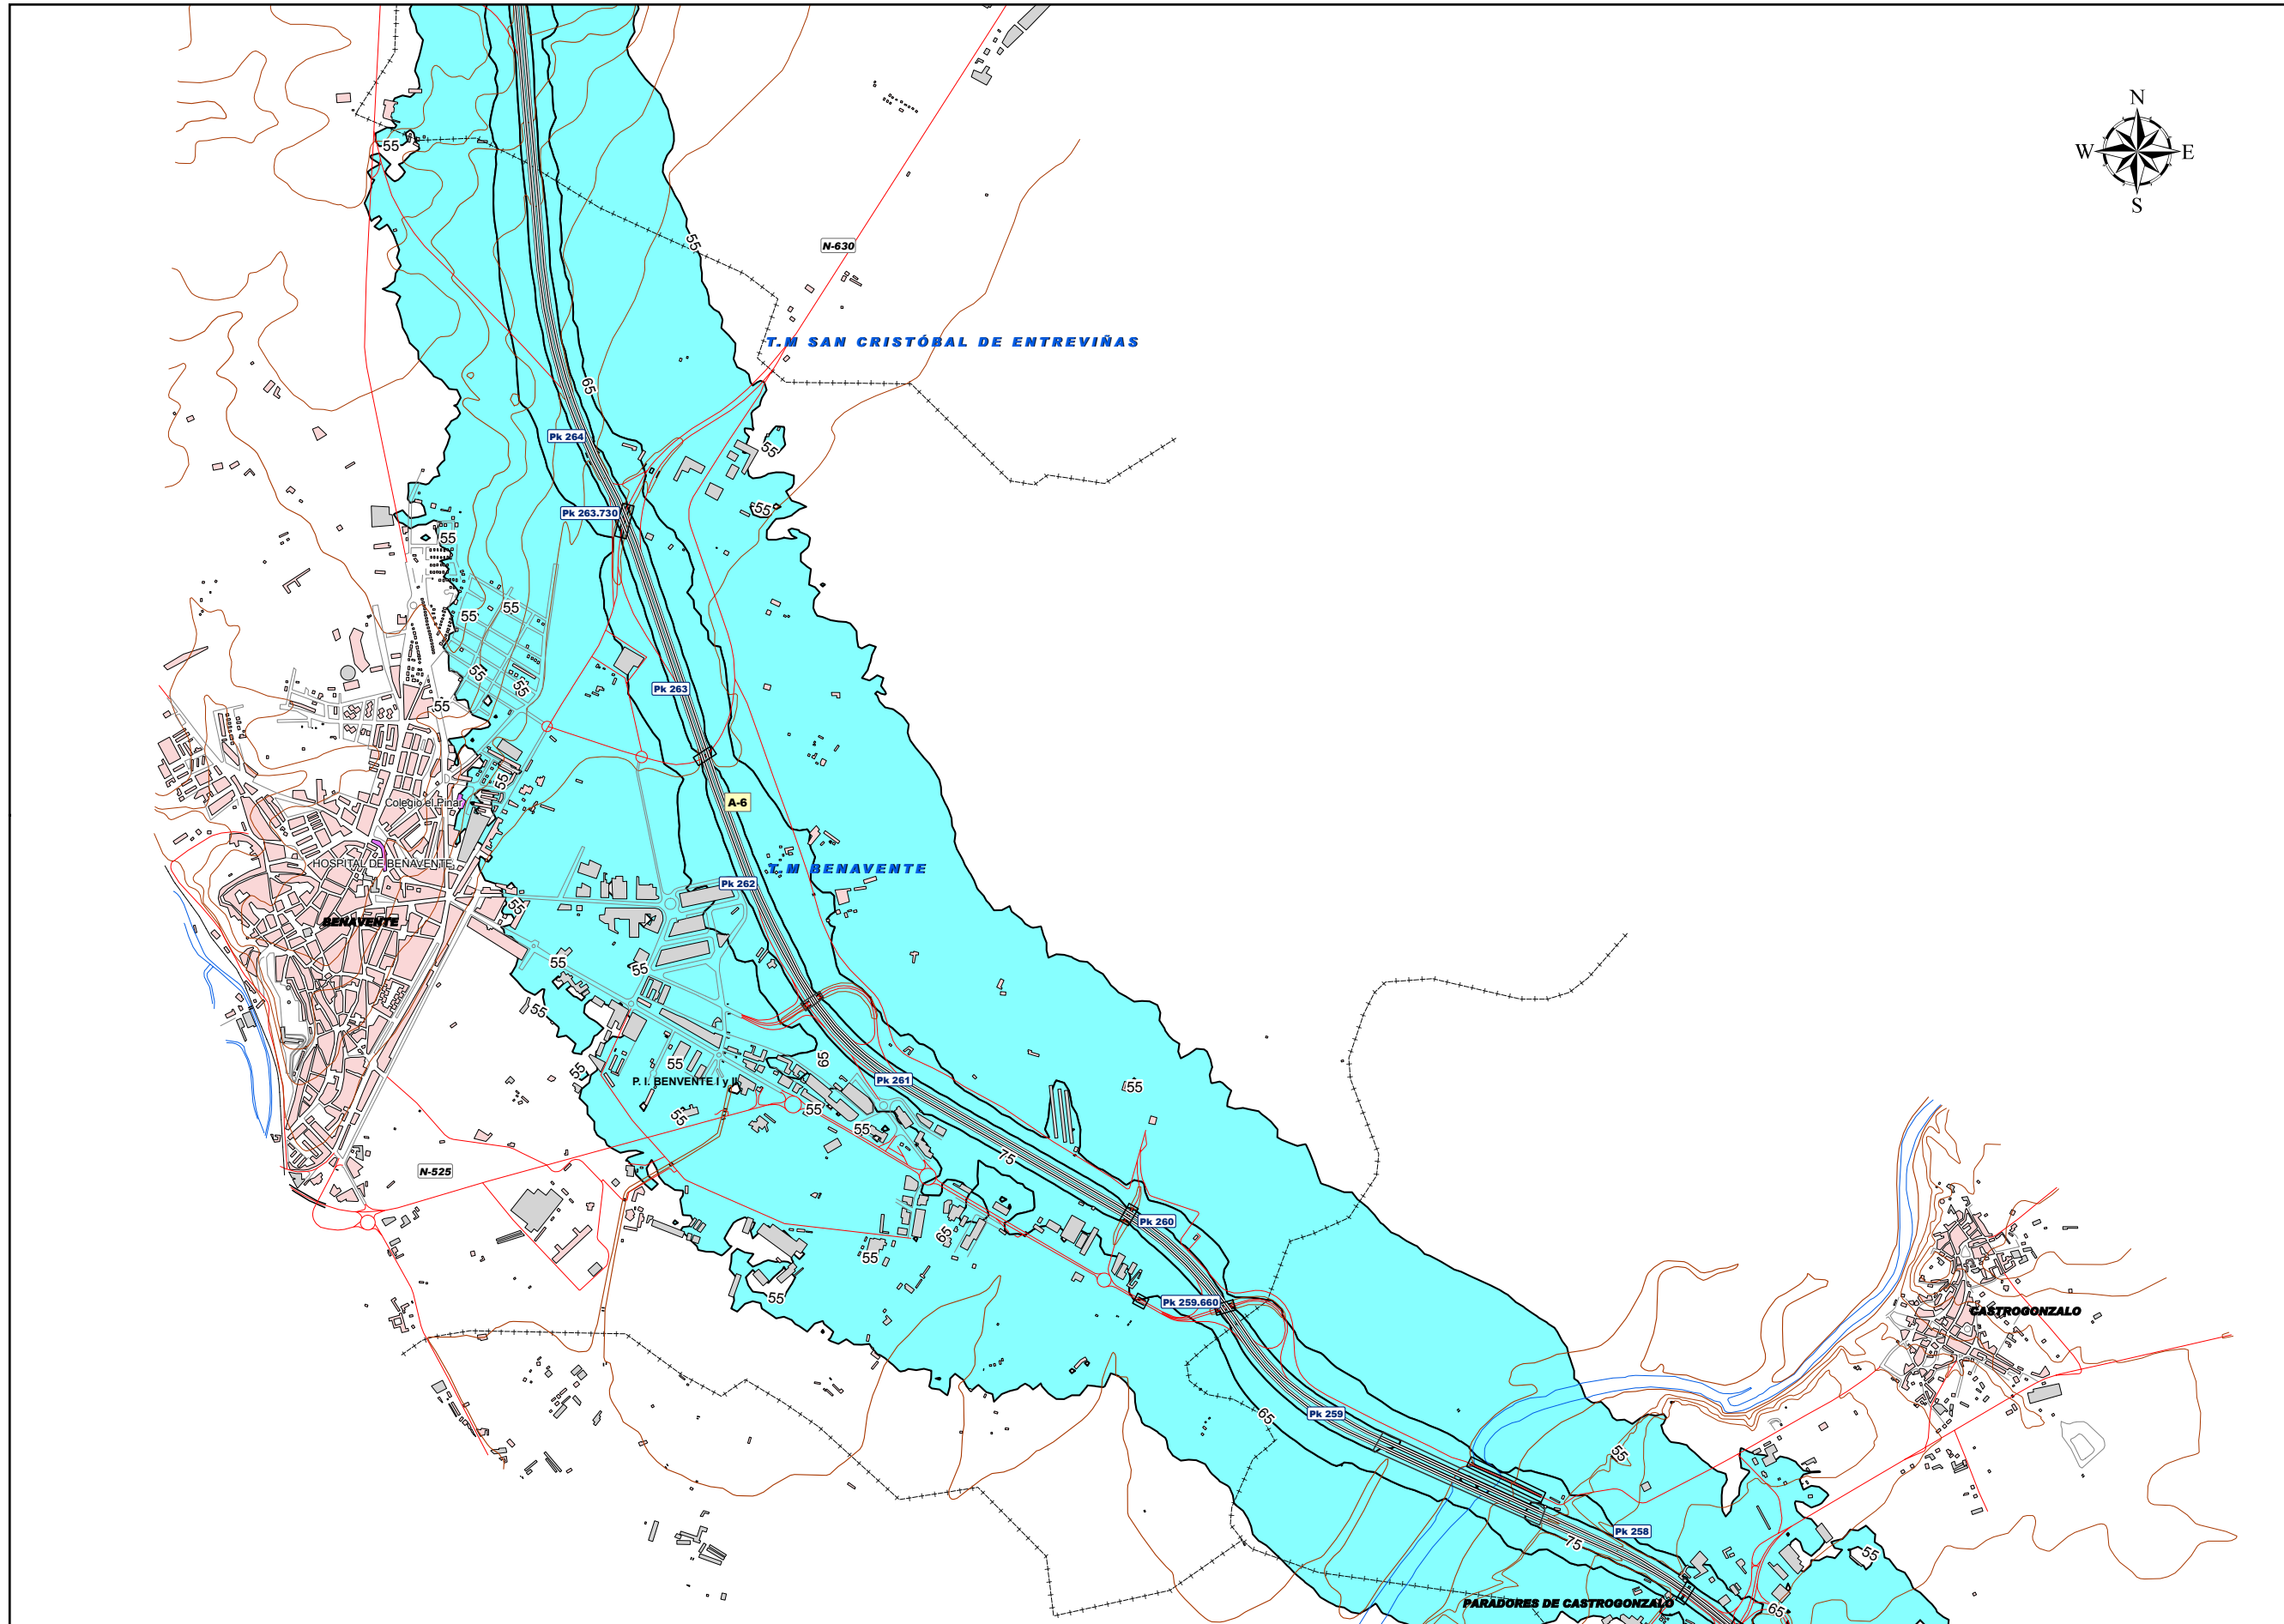 N
W E
S
55
55
N-630
T.M SAN CRISTÓBAL DE ENTREVIÑAS
65
Pk 264
55
55
Pk 263.730
55
55
55
55
55
Pk 263
55
55
A-6
Colegio el Pinar
HOSPITAL DE BENAVENTE
T.M BENAVENTE
Pk 262
55
BENAVENTE
55
55
55
65
55
55
Pk 261
P. I. BENVENTE I y II
55
55
55
55
75
N-525
Pk 260
65
55
55
Pk 259.660
CASTROGONZALO
65
Pk 259
55
Pk 258
75
55
PARADORES DE CASTROGONZALO
65